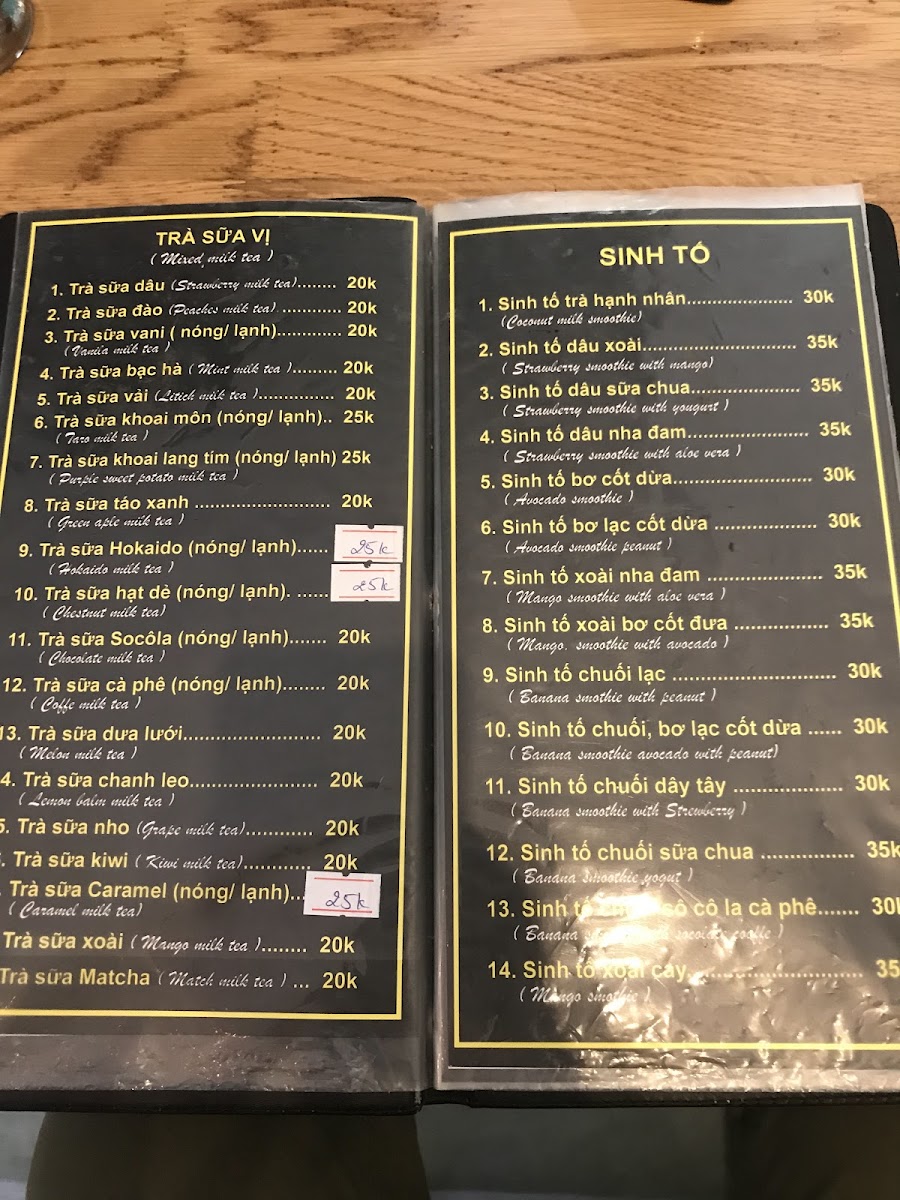 TRÀ SỮA VỊ
( Mixed milk tea )
1. Trà sữa dâu (Strawberry milk tea)........ 20k
2. Trà sữa đào (Peaches milk tea) ............ 20k
3. Trà sữa vani ( nóng/ lạnh)............ 20k
( Vanila milk tea )
4. Trà sữa bạc hà ( Mint milk tea )......... 20k
5. Trà sữa vải (Litich milk tea )............... 20k
6. Trà sữa khoai môn (nóng/ lạnh).. 25k
( Taro milk tea )
7. Trà sữa khoai lang tím (nóng/ lạnh) 25k
( Purple sweet potato milk tea )
8. Trà sữa táo xanh ..................... 20k
( Green aple milk tea )
9. Trà sữa Hokaido (nóng/ lạnh)...... 25k
( Hokaido milk tea )
10. Trà sữa hạt dẻ (nóng/ lạnh). ...... 25k
( Chestnut milk tea)
11. Trà sữa Socôla (nóng/ lạnh)....... 20k
( Chocolate milk tea )
12. Trà sữa cà phê (nóng/ lạnh)........ 20k
( Coffe milk tea )
13. Trà sữa dưa lưới....................... 20k
( Melon milk tea )
4. Trà sữa chanh leo....................... 20k
( Lemon balm milk tea )
5. Trà sữa nho (Grape milk tea)............ 20k
. Trà sữa kiwi ( Kiwi milk tea)............ 20k
. Trà sữa Caramel (nóng/ lạnh)... 25k
( Caramel milk tea)
Trà sữa xoài ( Mango milk tea )........ 20k
Trà sữa Matcha ( Match milk tea ) ... 20k
SINH TỐ
1. Sinh tố trà hạnh nhân.................... 30k
(Coconut milk smoothie)
2. Sinh tố dâu xoài............................ 35k
( Strawberry smoothie with mango)
3. Sinh tố dâu sữa chua.................... 35k
( Strawberry smoothie with yougurt )
4. Sinh tố dâu nha đam...................... 35k
( Strawberry smoothie with aloe vera )
5. Sinh tố bơ cốt dừa......................... 30k
( Avocado smoothie )
6. Sinh tố bơ lạc cốt dừa ................... 30k
( Avocado smoothie peanut )
7. Sinh tố xoài nha đam ..................... 35k
( Mango smoothie with aloe vera )
8. Sinh tố xoài bơ cốt đưa ................. 35k
( Mango. smoothie with avocado )
9. Sinh tố chuối lạc ............................ 30k
( Banana smothie with peanut )
10. Sinh tố chuối, bơ lạc cốt dừa ...... 30k
( Banana smoothie avocado with peanut)
11. Sinh tố chuối dây tây .................... 30k
( Banana smoothie with Strewberry )
12. Sinh tố chuối sữa chua ................ 35k
( Banana smoothie yogut )
13. Sinh tố sô cô la cà phê....... 30k
( Banana socolate cooffe )
14. Sinh tố xoài cay............................ 35
( Mango smothie )